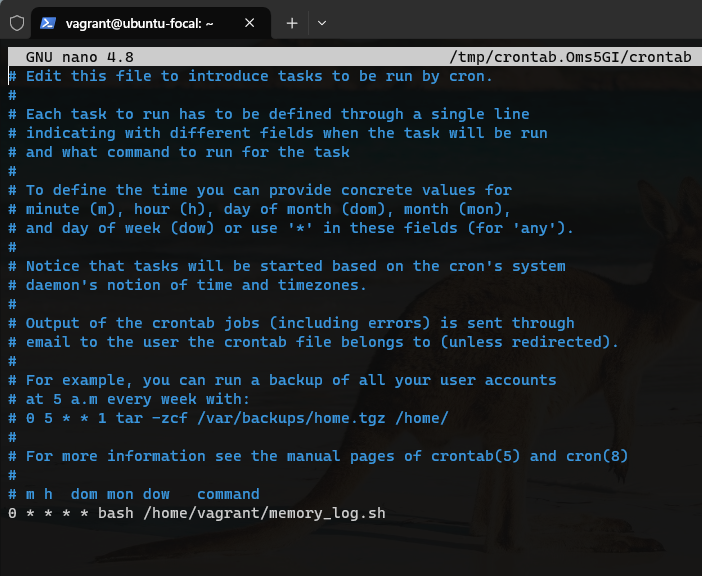 vagrant@ubuntu-focal: ~
GNU nano 4.8 /tmp/crontab.Oms5GI/crontab
# Edit this file to introduce tasks to be run by cron.
#
# Each task to run has to be defined through a single line
# indicating with different fields when the task will be run
# and what command to run for the task
#
# To define the time you can provide concrete values for
# minute (m), hour (h), day of month (dom), month (mon),
# and day of week (dow) or use '*' in these fields (for 'any').
#
# Notice that tasks will be started based on the cron's system
# daemon's notion of time and timezones.
#
# Output of the crontab jobs (including errors) is sent through
# email to the user the crontab file belongs to (unless redirected).
#
# For example, you can run a backup of all your user accounts
# at 5 a.m every week with:
# 0 5 * * 1 tar -zcf /var/backups/home.tgz /home/
#
# For more information see the manual pages of crontab(5) and cron(8)
#
# m h  dom mon dow   command
0 * * * * bash /home/vagrant/memory_log.sh